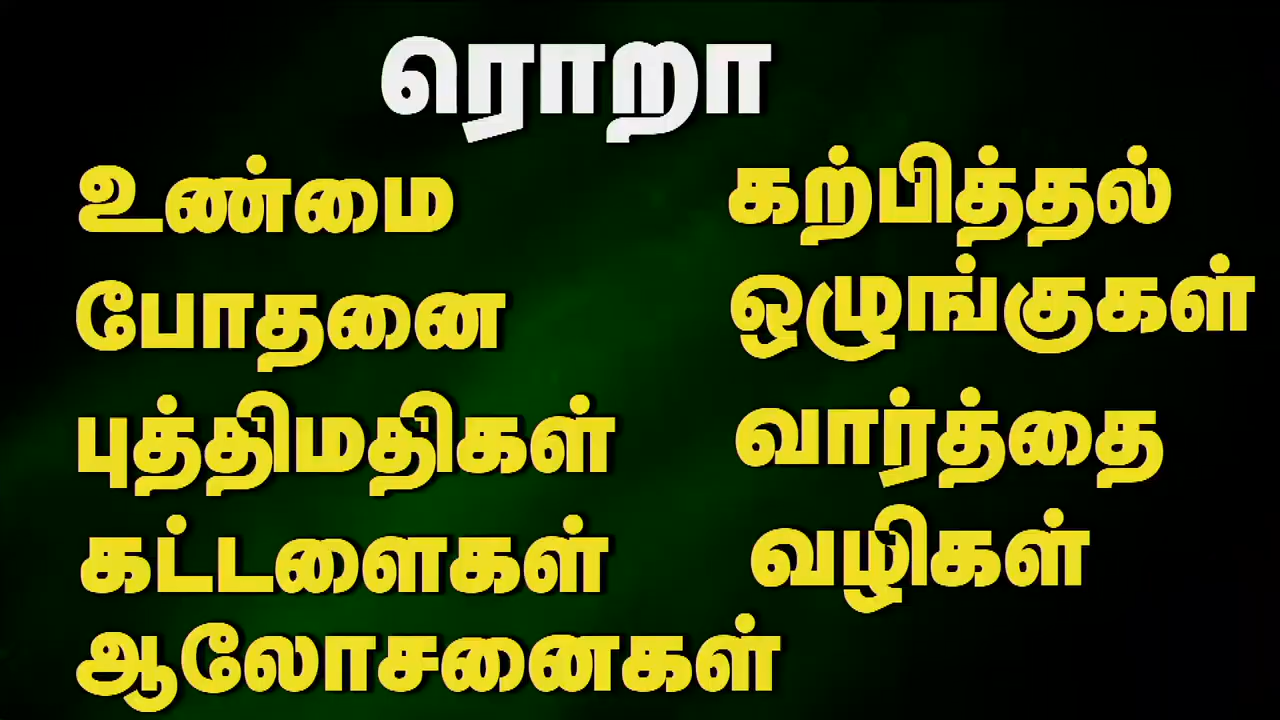 ரொறா
உண்மை
போதனை
புத்திமதிகள்
கட்டளைகள்
ஆலோசனைகள்
கற்பித்தல்
ஒழுங்குகள்
வார்த்தை
வழிகள்